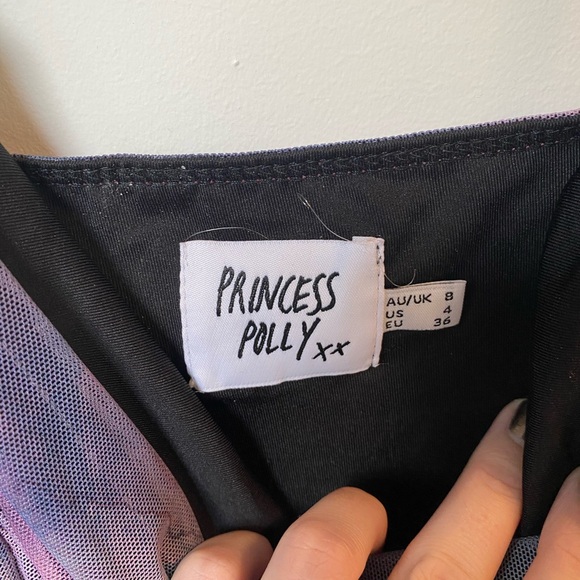 PRINCESS
POLLY xx
AU/UK 8
US 4
EU 36